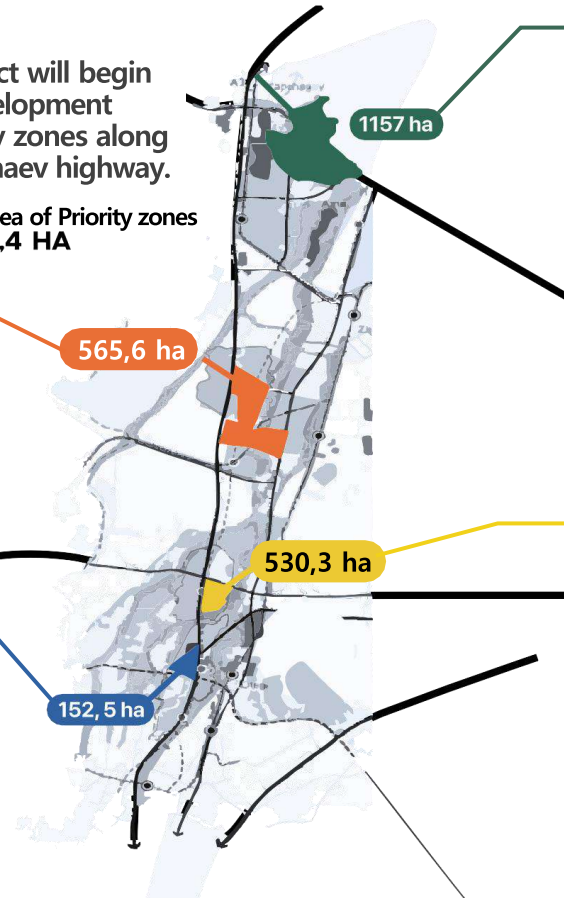 ct will begin
elopment
y zones along
naev highway.
ea of Priority zones
,4 HA
1157 ha
565,6 ha
530,3 ha
152, 5 ha